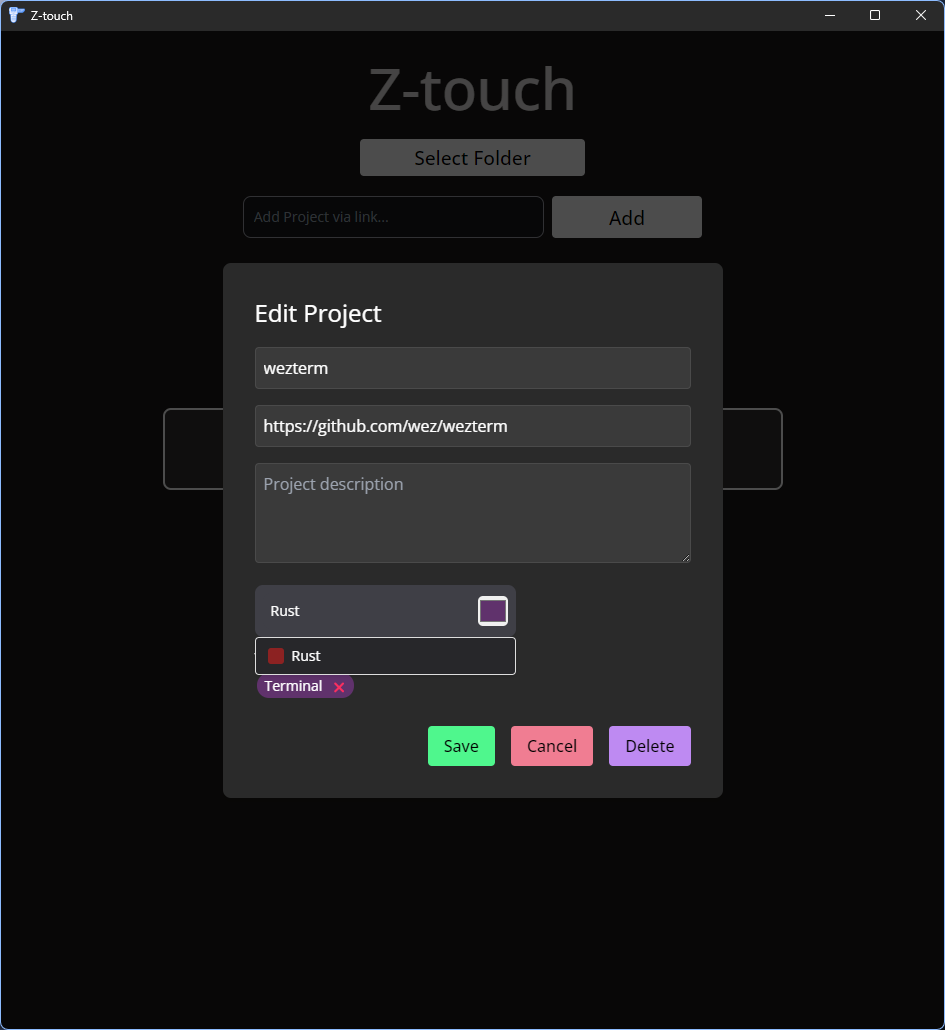 Z-touch
Z-touch
Select Folder
Add Project via link...
Add
Edit Project
wezterm
https://github.com/wez/wezterm
Project description
Rust
Rust
Terminal
Save
Cancel
Delete